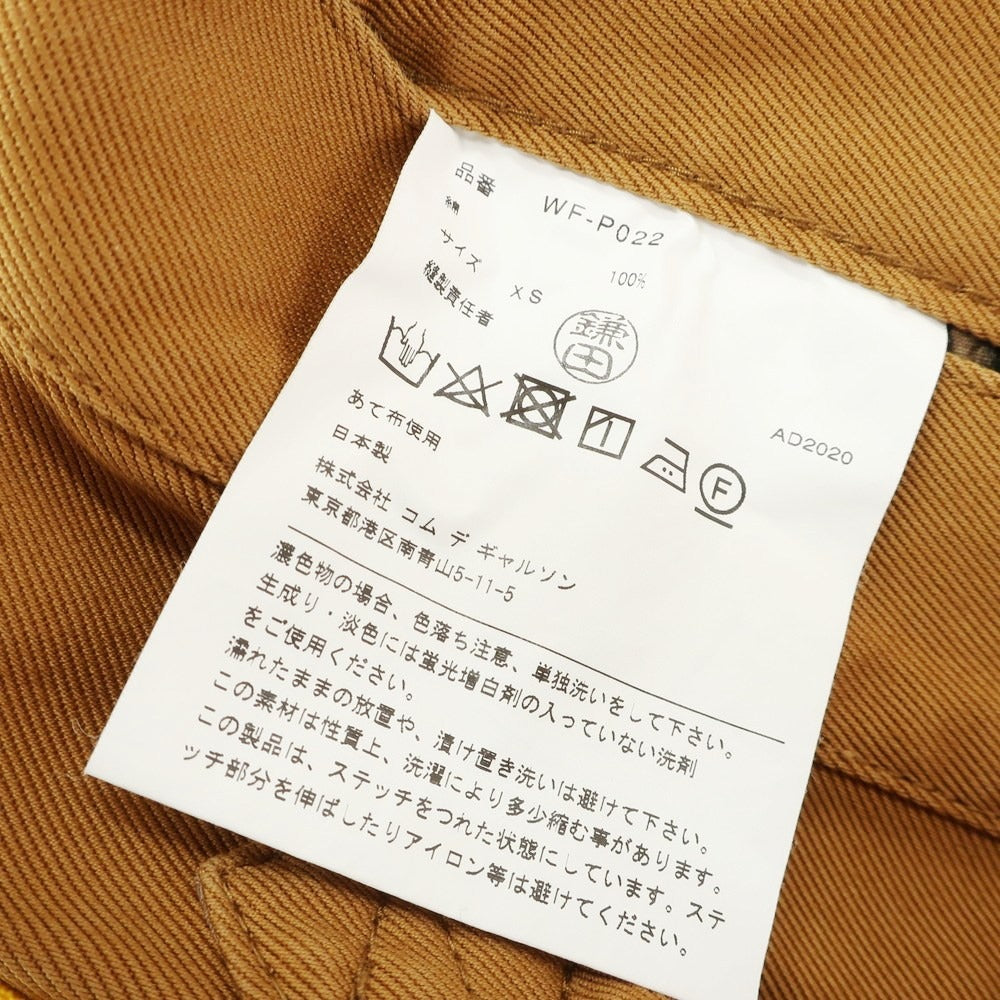 品番 WF-P022
綿 100%
サイズ XS
縫製責任者 鎌田
あて布使用
日本製 AD2020
株式会社 コム デ ギャルソン
東京都港区南青山5-11-5
F
濃色物の場合、色落ち注意、単独洗いをして下さい。
生成り・淡色には蛍光増白剤の入っていない洗剤
をご使用ください。
濡れたままの放置や、漬け置き洗いは避けて下さい。
この素材は性質上、洗濯により多少縮む事があります。
この製品は、ステッチをつれた状態にしています。ステ
ッチ部分を伸ばしたりアイロン等は避けてください。